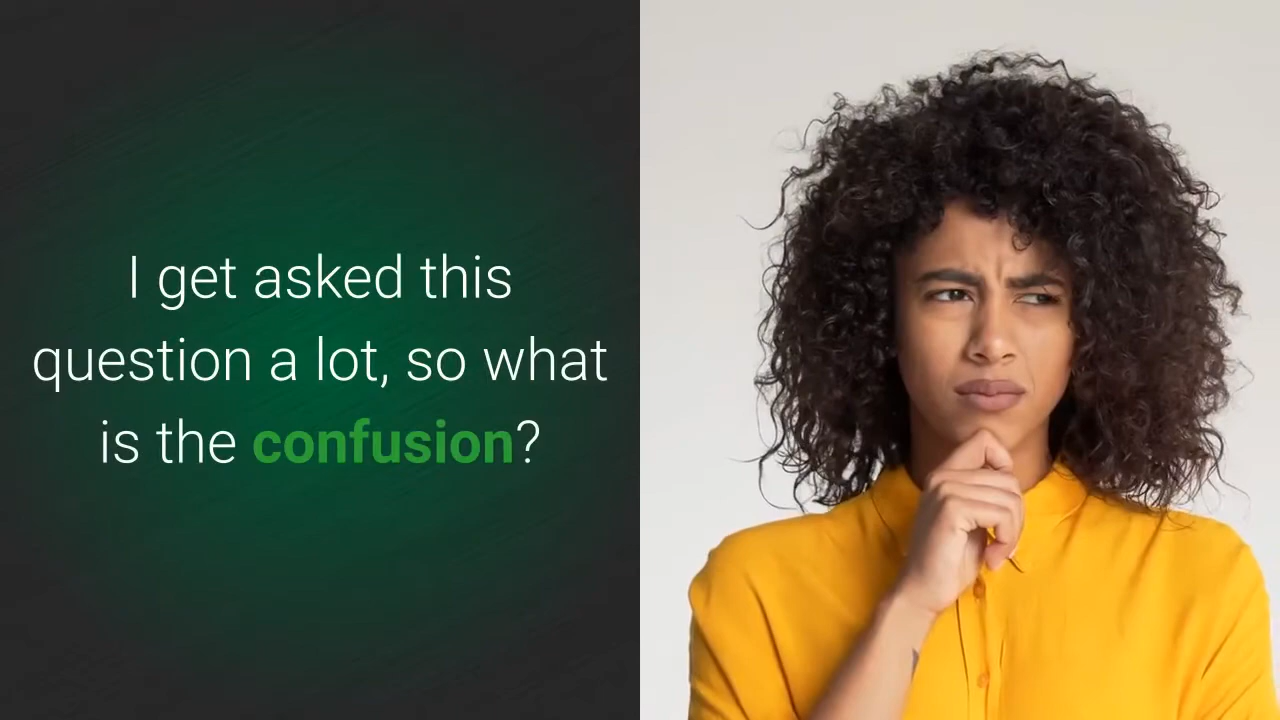 I get asked this
question a lot, so what
is the confusion?